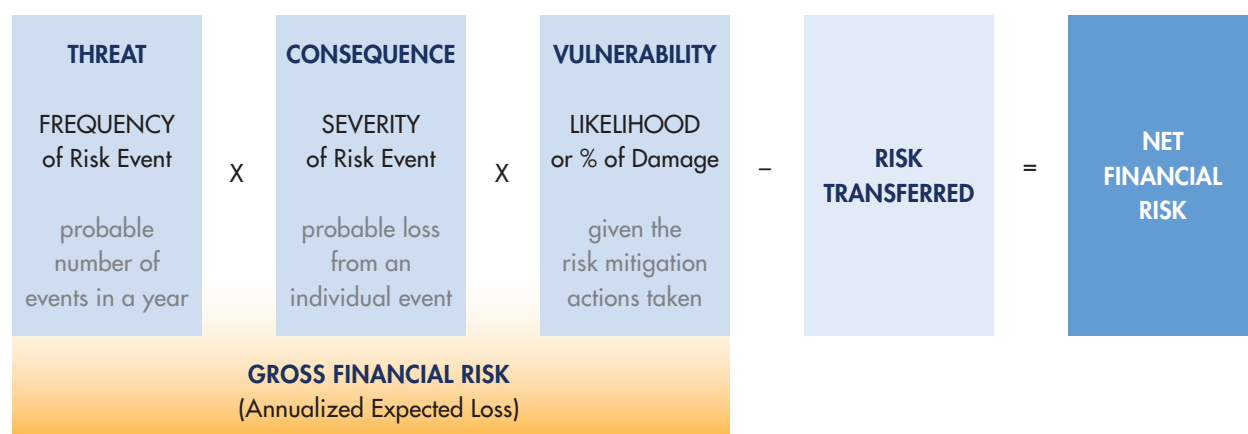 THREAT
FREQUENCY
of Risk Event
probable
number of
events in a year
X
CONSEQUENCE
SEVERITY
of Risk Event
probable loss
from an
individual event
X
VULNERABILITY
LIKELIHOOD
or % of Damage
given the
risk mitigation
actions taken
–
RISK
TRANSFERRED
=
NET
FINANCIAL
RISK
GROSS FINANCIAL RISK
(Annualized Expected Loss)